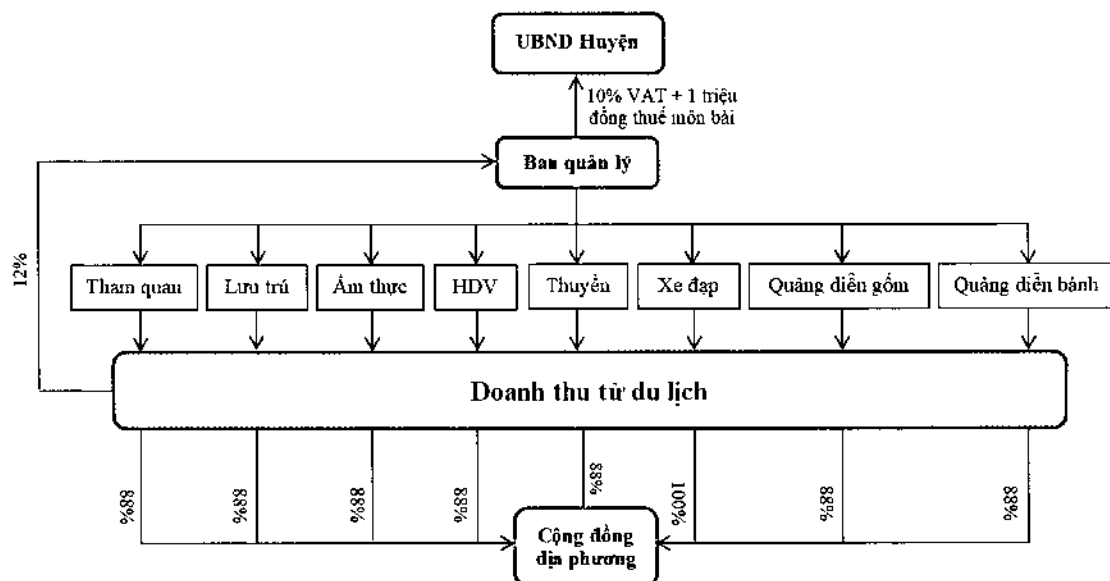 UBND Huyện
10% VAT + 1 triệu
đồng thuế môn bài
Ban quản lý
12%
Tham quan
Lưu trú
Ẩm thực
HDV
Thuyền
Xe đạp
Quảng diễn gốm
Quảng diễn bánh
Doanh thu từ du lịch
88%
88%
88%
88%
88%
100%
88%
88%
Cộng đồng
địa phương